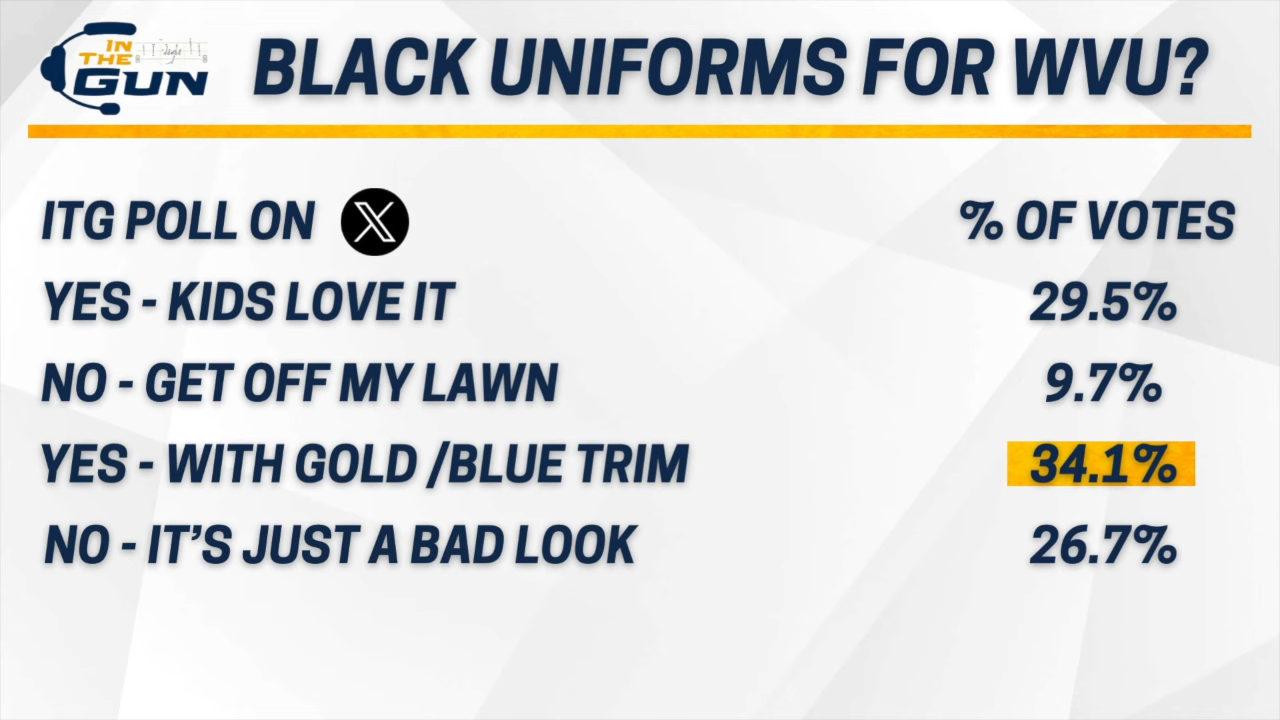 IN
THE
GUN
BLACK UNIFORMS FOR WVU?
ITG POLL ON X
% OF VOTES
YES - KIDS LOVE IT
29.5%
NO - GET OFF MY LAWN
9.7%
YES - WITH GOLD /BLUE TRIM
34.1%
NO - IT’S JUST A BAD LOOK
26.7%